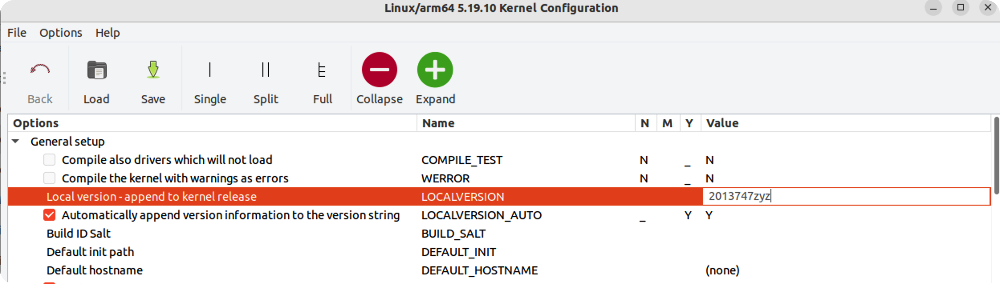 Linux/arm64 5.19.10 Kernel Configuration
File Options Help
Back Load Save Single Split Full Collapse Expand
Options Name N M Y Value
General setup
Compile also drivers which will not load COMPILE_TEST N _ N
Compile the kernel with warnings as errors WERROR N _ N
Local version - append to kernel release LOCALVERSION 2013747zyz
Automatically append version information to the version string LOCALVERSION_AUTO _ Y Y
Build ID Salt BUILD_SALT
Default init path DEFAULT_INIT
Default hostname DEFAULT_HOSTNAME (none)